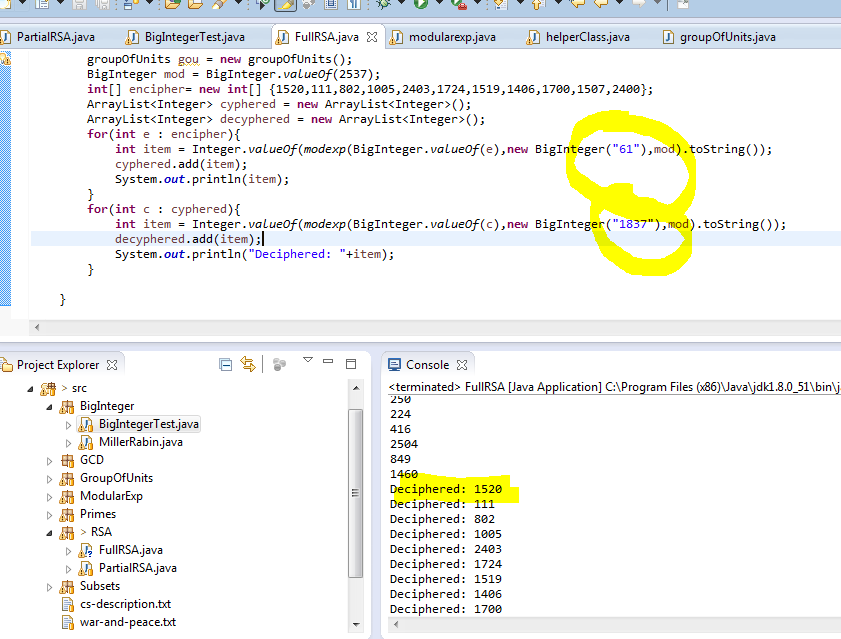 PartialRSA.java BigIntegerTest.java FullRSA.java modularexp.java helperClass.java groupOfUnits.java
groupOfUnits gou = new groupOfUnits();
BigInteger mod = BigInteger.valueOf(2537);
int[] encipher= new int[] {1520,111,802,1005,2403,1724,1519,1406,1700,1507,2400};
ArrayList<Integer> cyphered = new ArrayList<Integer>();
ArrayList<Integer> decyphered = new ArrayList<Integer>();
for(int e : encipher){
int item = Integer.valueOf(modexp(BigInteger.valueOf(e),new BigInteger("61"),mod).toString());
cyphered.add(item);
System.out.println(item);
}
for(int c : cyphered){
int item = Integer.valueOf(modexp(BigInteger.valueOf(c),new BigInteger("1837"),mod).toString());
decyphered.add(item);
System.out.println("Deciphered: "+item);
}
}
Project Explorer
> src
BigInteger
BigIntegerTest.java
MillerRabin.java
GCD
GroupOfUnits
ModularExp
Primes
> RSA
FullRSA.java
PartialRSA.java
Subsets
cs-description.txt
war-and-peace.txt
Console
<terminated> FullRSA [Java Application] C:\Program Files (x86)\Java\jdk1.8.0_51\bin\j
250
224
416
2504
849
1460
Deciphered: 1520
Deciphered: 111
Deciphered: 802
Deciphered: 1005
Deciphered: 2403
Deciphered: 1724
Deciphered: 1519
Deciphered: 1406
Deciphered: 1700